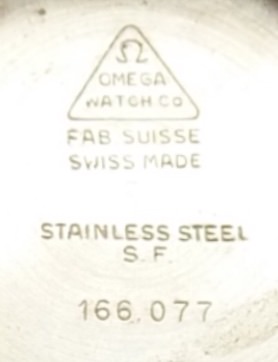 Ω
OMEGA
WATCH CO
FAB SUISSE
SWISS MADE
STAINLESS STEEL
S. F.
166.077